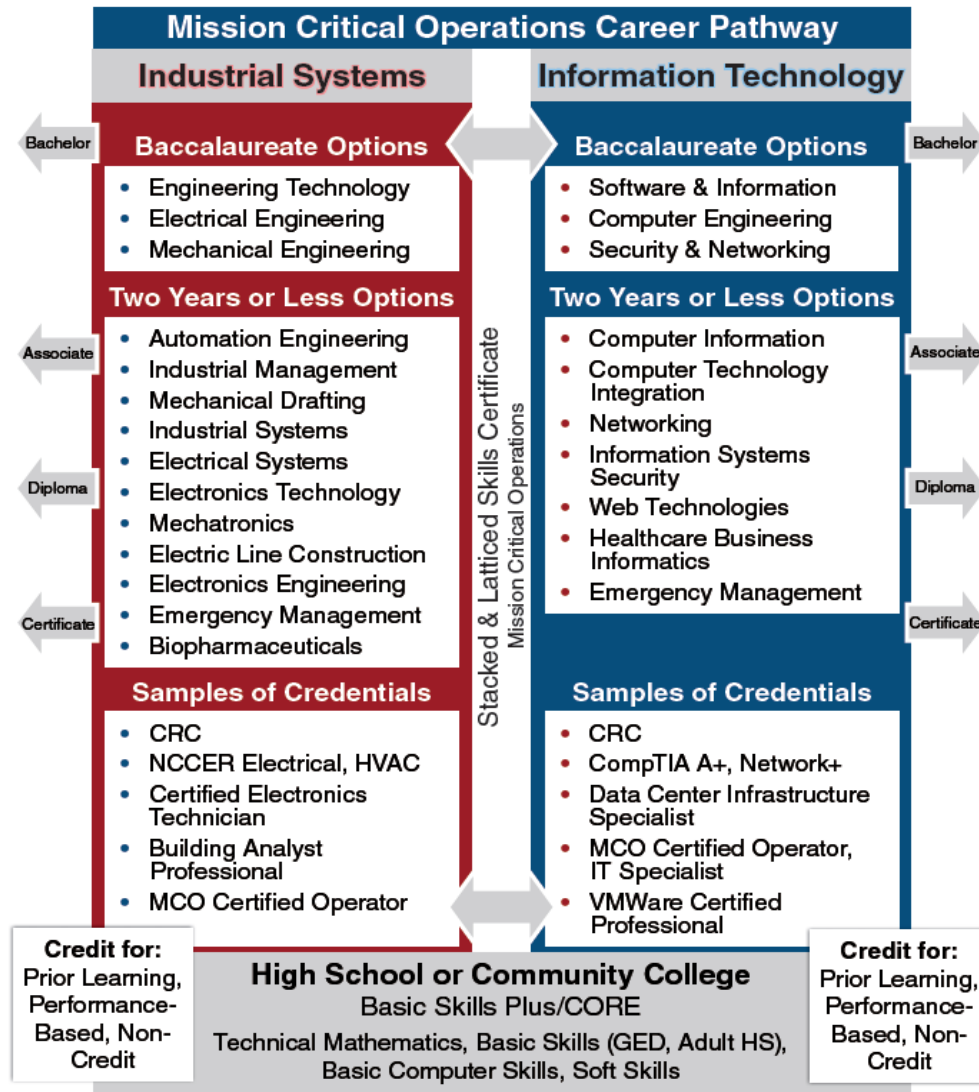 Mission Critical Operations Career Pathway
Industrial Systems
Information Technology
Bachelor
Baccalaureate Options
• Engineering Technology
• Electrical Engineering
• Mechanical Engineering
Two Years or Less Options
Associate
Diploma
Certificate
• Automation Engineering
• Industrial Management
• Mechanical Drafting
• Industrial Systems
• Electrical Systems
• Electronics Technology
• Mechatronics
• Electric Line Construction
• Electronics Engineering
• Emergency Management
• Biopharmaceuticals
Samples of Credentials
• CRC
• NCCER Electrical, HVAC
• Certified Electronics
Technician
• Building Analyst
Professional
• MCO Certified Operator
Stacked & Latticed Skills Certificate
Mission Critical Operations
Baccalaureate Options
Bachelor
• Software & Information
• Computer Engineering
• Security & Networking
Two Years or Less Options
• Computer Information
• Computer Technology
Integration
• Networking
• Information Systems
Security
• Web Technologies
• Healthcare Business
Informatics
• Emergency Management
Associate
Diploma
Certificate
Samples of Credentials
• CRC
• CompTIA A+, Network+
• Data Center Infrastructure
Specialist
• MCO Certified Operator,
IT Specialist
• VMWare Certified
Professional
Credit for:
Prior Learning,
Performance-
Based, Non-
Credit
High School or Community College
Basic Skills Plus/CORE
Technical Mathematics, Basic Skills (GED, Adult HS),
Basic Computer Skills, Soft Skills
Credit for:
Prior Learning,
Performance-
Based, Non-
Credit